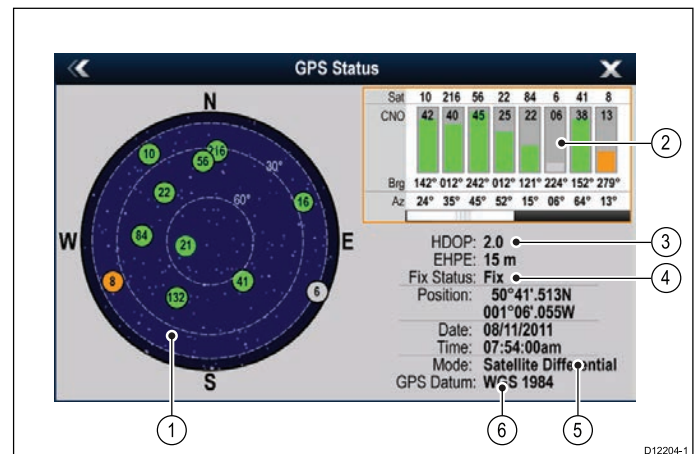 GPS Status
N
W
E
S
10
216
56
30°
22
60°
16
84
21
8
41
132
6
Sat 10 216 56 22 84 6 41 8
CNO 42 40 45 25 22 06 38 13
Brg 142° 012° 242° 012° 121° 224° 152° 279°
Az 24° 35° 45° 52° 15° 06° 64° 13°
HDOP: 2.0
EHPE: 15 m
Fix Status: Fix
Position: 50°41'.513N
001°06'.055W
Date: 08/11/2011
Time: 07:54:00am
Mode: Satellite Differential
GPS Datum: WGS 1984
1
2
3
4
5
6
D12204-1